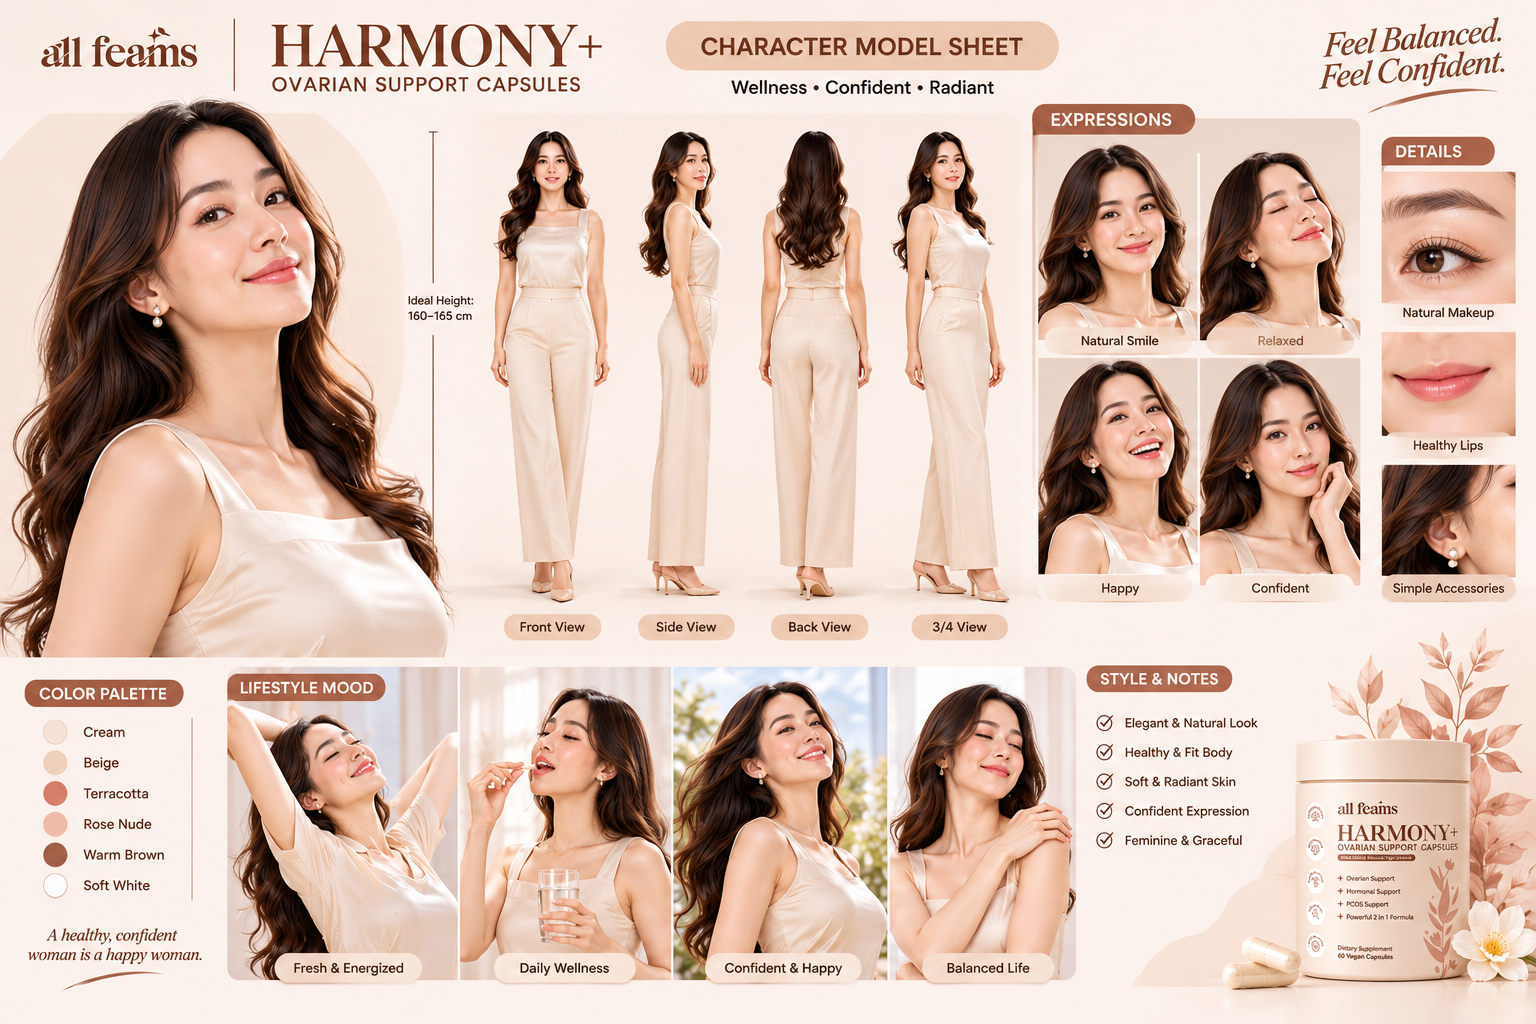 all feams
HARMONY+
OVARIAN SUPPORT CAPSULES
CHARACTER MODEL SHEET
Wellness • Confident • Radiant
Feel Balanced.
Feel Confident.
Ideal Height:
160–165 cm
Front View
Side View
Back View
3/4 View
EXPRESSIONS
Natural Smile
Relaxed
Happy
Confident
DETAILS
Natural Makeup
Healthy Lips
Simple Accessories
COLOR PALETTE
Cream
Beige
Terracotta
Rose Nude
Warm Brown
Soft White
A healthy, confident
woman is a happy woman.
LIFESTYLE MOOD
Fresh & Energized
Daily Wellness
Confident & Happy
Balanced Life
STYLE & NOTES
Elegant & Natural Look
Healthy & Fit Body
Soft & Radiant Skin
Confident Expression
Feminine & Graceful
all feams
HARMONY+
OVARIAN SUPPORT CAPSULES
+ Ovarian Support
+ Hormonal Support
+ PCOS Support
+ Powerful 2 in 1 Formula
Dietary Supplement
60 Vegan Capsules